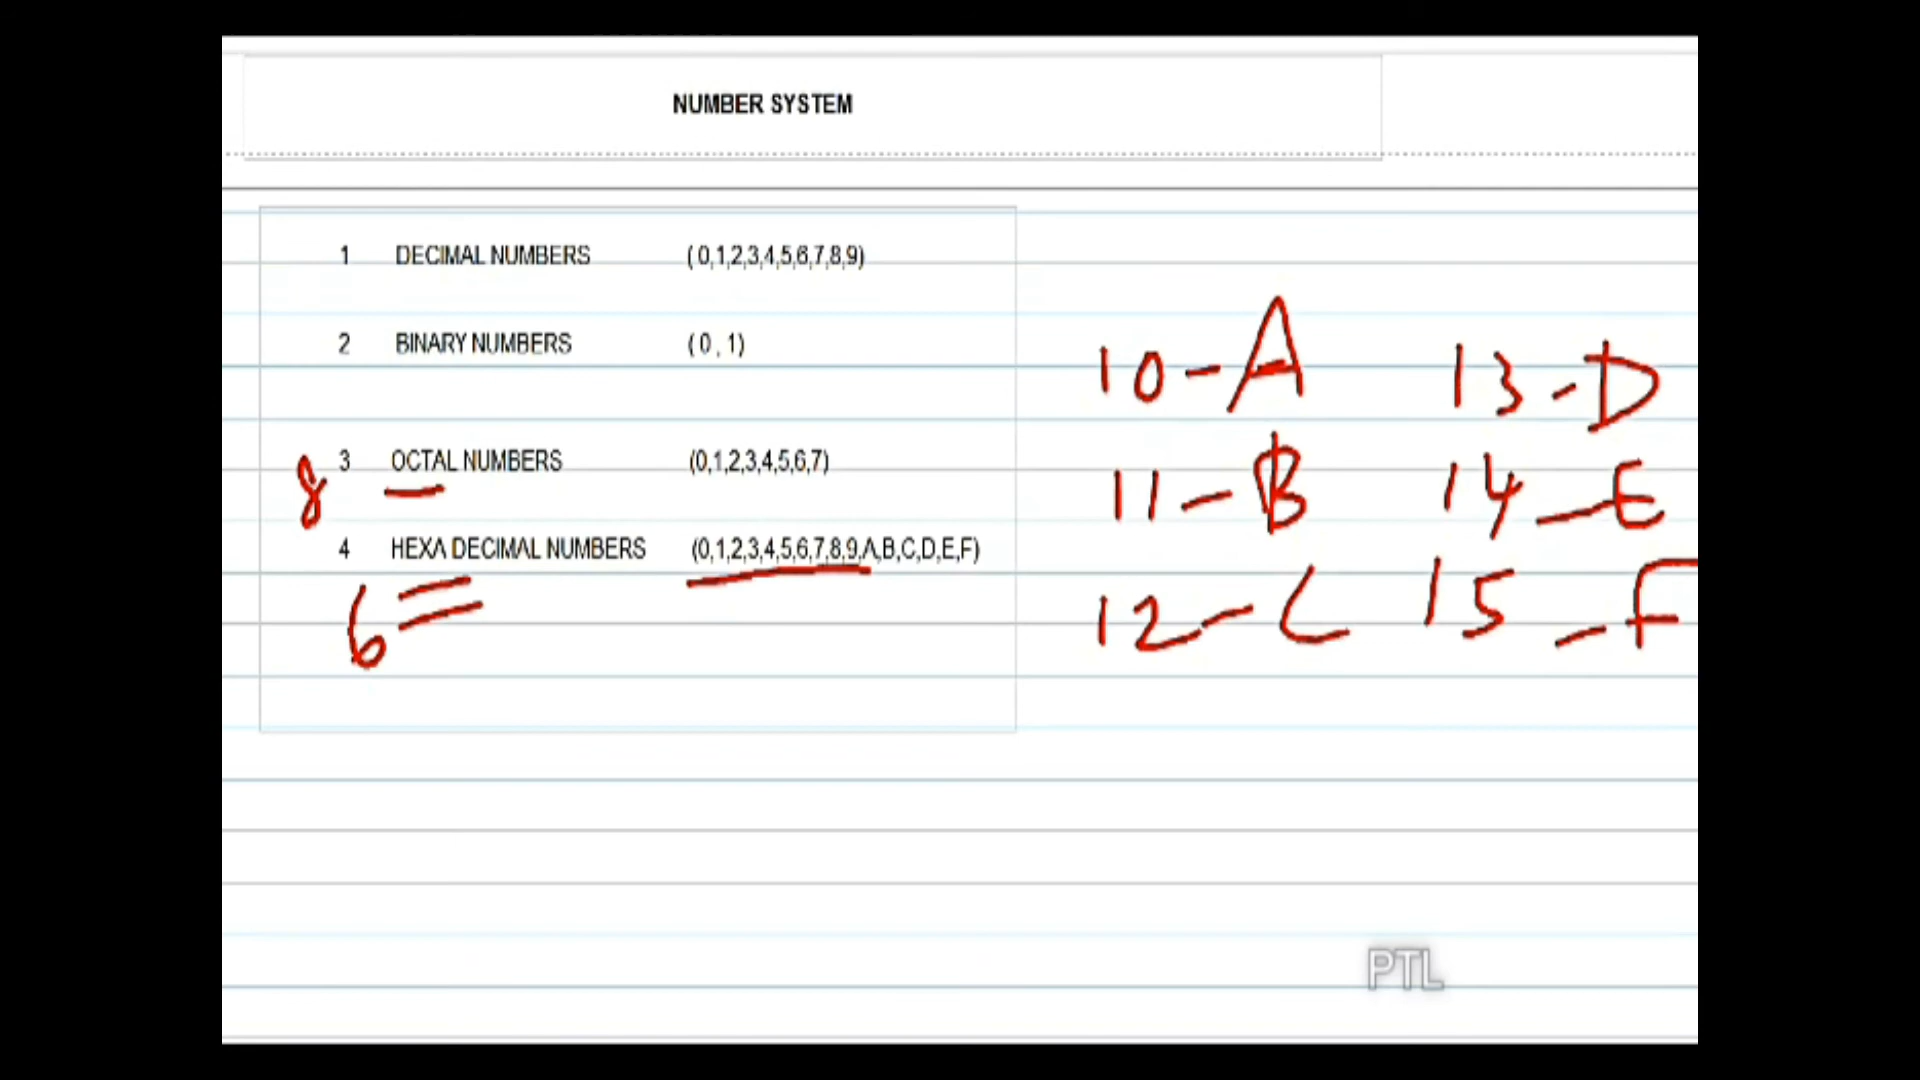 NUMBER SYSTEM
1 DECIMAL NUMBERS (0,1,2,3,4,5,6,7,8,9)
2 BINARY NUMBERS (0, 1)
10-A 13-D
8 3 OCTAL NUMBERS (0,1,2,3,4,5,6,7)
11-B 14-E
4 HEXA DECIMAL NUMBERS (0,1,2,3,4,5,6,7,8,9,A,B,C,D,E,F)
6
12-C 15-F
PTL